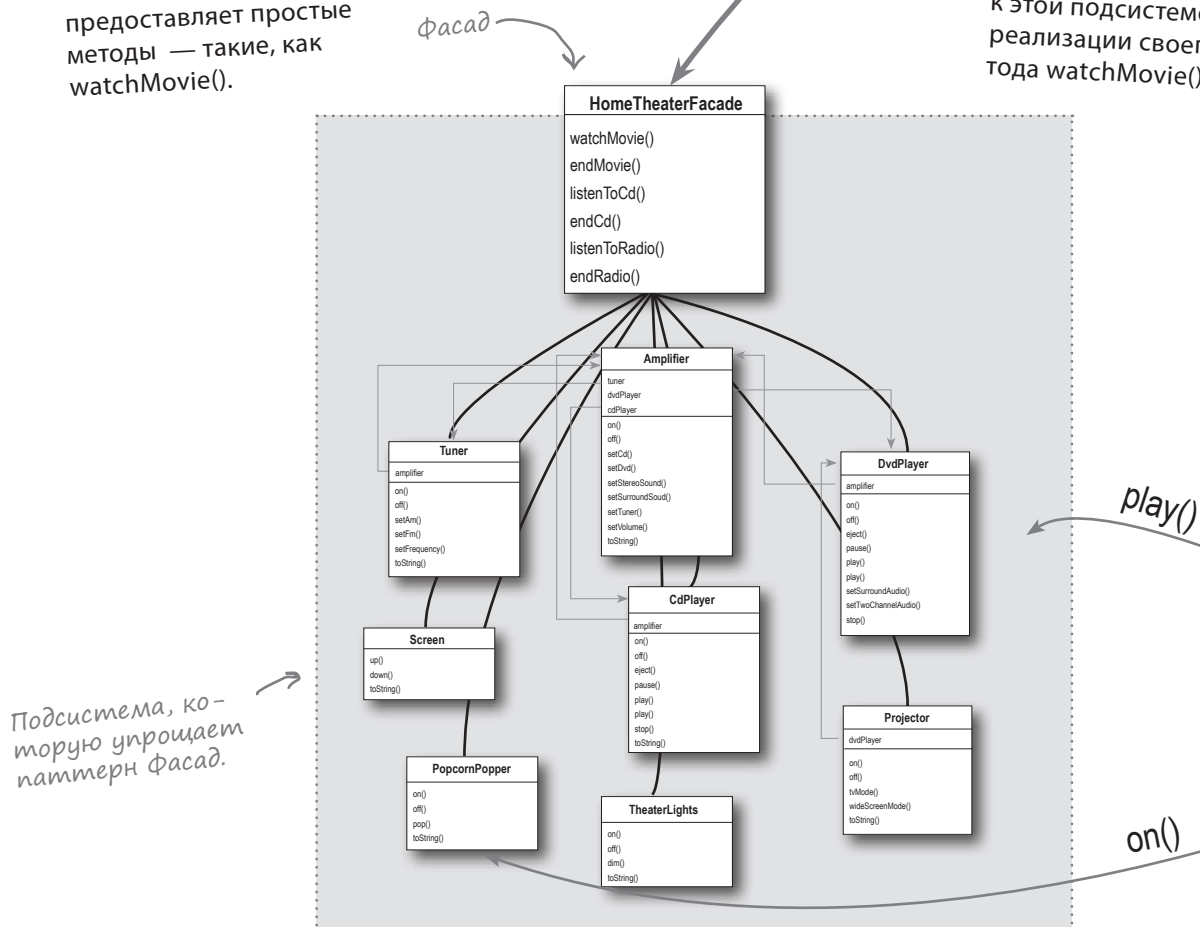 предоставляет простые
методы — такие, как
watchMovie().
Фасад
к этой подсистеме
реализации своег
тода watchMovie()
HomeTheaterFacade
watchMovie()
endMovie()
listenToCd()
endCd()
listenToRadio()
endRadio()
Amplifier
tuner
dvdPlayer
cdPlayer
on()
off()
setCd()
setDvd()
setStereoSound()
setSurroundSoud()
setTuner()
setVolume()
toString()
Tuner
amplifier
on()
off()
setAm()
setFm()
setFrequency()
toString()
DvdPlayer
amplifier
on()
off()
eject()
pause()
play()
play()
setSurroundAudio()
setTwoChannelAudio()
stop()
play()
CdPlayer
amplifier
on()
off()
eject()
pause()
play()
play()
stop()
toString()
Screen
up()
down()
toString()
Подсистема, ко-
торую упрощает
паттерн Фасад.
Projector
dvdPlayer
on()
off()
tvMode()
wideScreenMode()
toString()
PopcornPopper
on()
off()
pop()
toString()
TheaterLights
on()
off()
dim()
toString()
on()